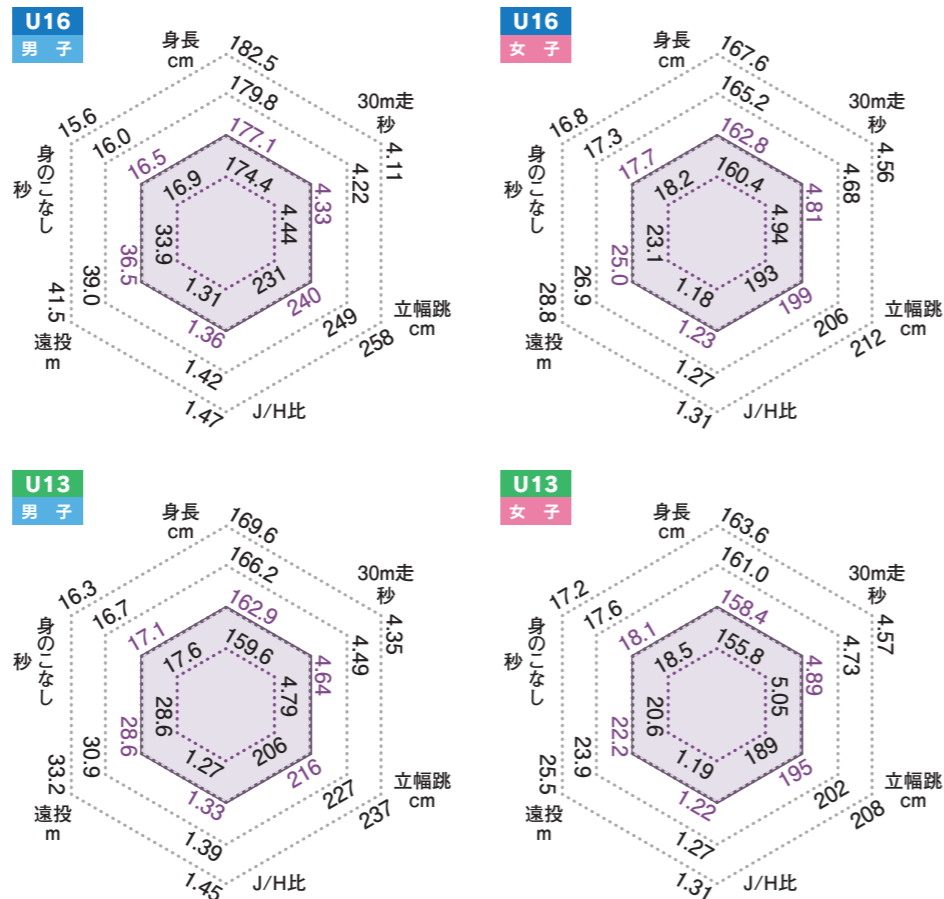 U16
男 子
身長
cm
182.5
179.8
177.1
174.4
30m走
秒
4.11
4.22
4.33
4.44
立幅跳
cm
258
249
240
231
J/H比
1.47
1.42
1.36
1.31
遠投
m
41.5
39.0
36.5
33.9
身のこなし
秒
15.6
16.0
16.5
16.9
U16
女 子
身長
cm
167.6
165.2
162.8
160.4
30m走
秒
4.56
4.68
4.81
4.94
立幅跳
cm
212
206
199
193
J/H比
1.31
1.27
1.23
1.18
遠投
m
28.8
26.9
25.0
23.1
身のこなし
秒
16.8
17.3
17.7
18.2
U13
男 子
身長
cm
169.6
166.2
162.9
159.6
30m走
秒
4.35
4.49
4.64
4.79
立幅跳
cm
237
227
216
206
J/H比
1.45
1.39
1.33
1.27
遠投
m
33.2
30.9
28.6
28.6
身のこなし
秒
16.3
16.7
17.1
17.6
U13
女 子
身長
cm
163.6
161.0
158.4
155.8
30m走
秒
4.57
4.73
4.89
5.05
立幅跳
cm
208
202
195
189
J/H比
1.31
1.27
1.22
1.19
遠投
m
25.5
23.9
22.2
20.6
身のこなし
秒
17.2
17.6
18.1
18.5